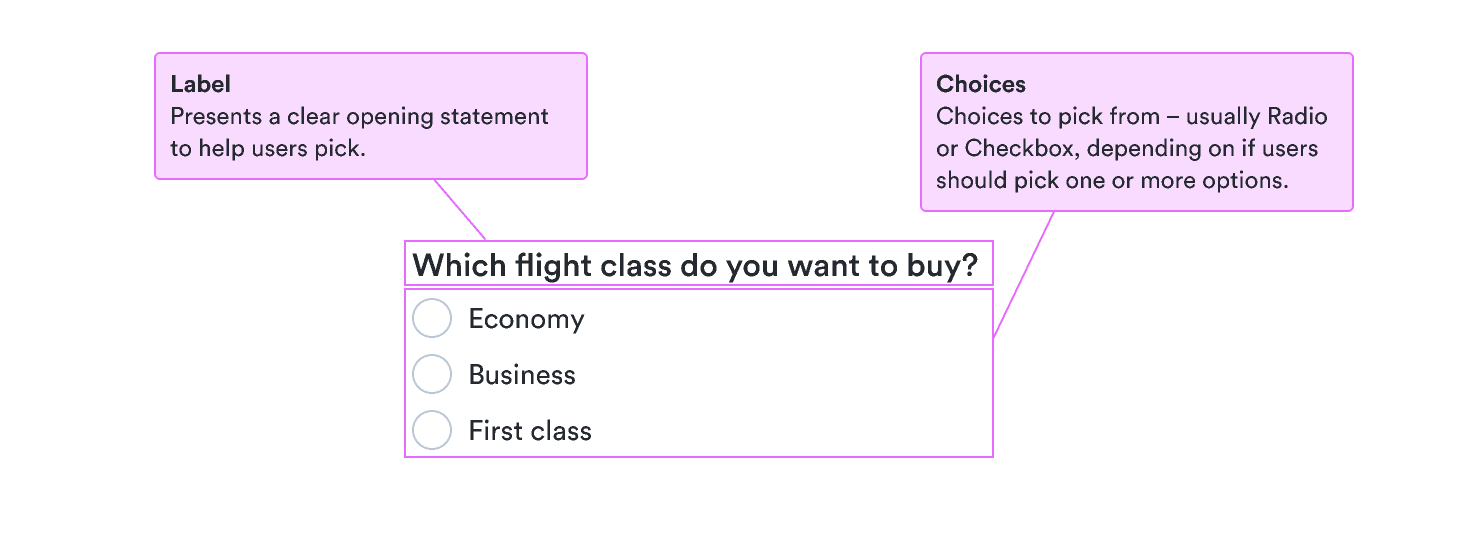 Label
Presents a clear opening statement
to help users pick.
Choices
Choices to pick from – usually Radio
or Checkbox, depending on if users
should pick one or more options.
Which flight class do you want to buy?
Economy
Business
First class